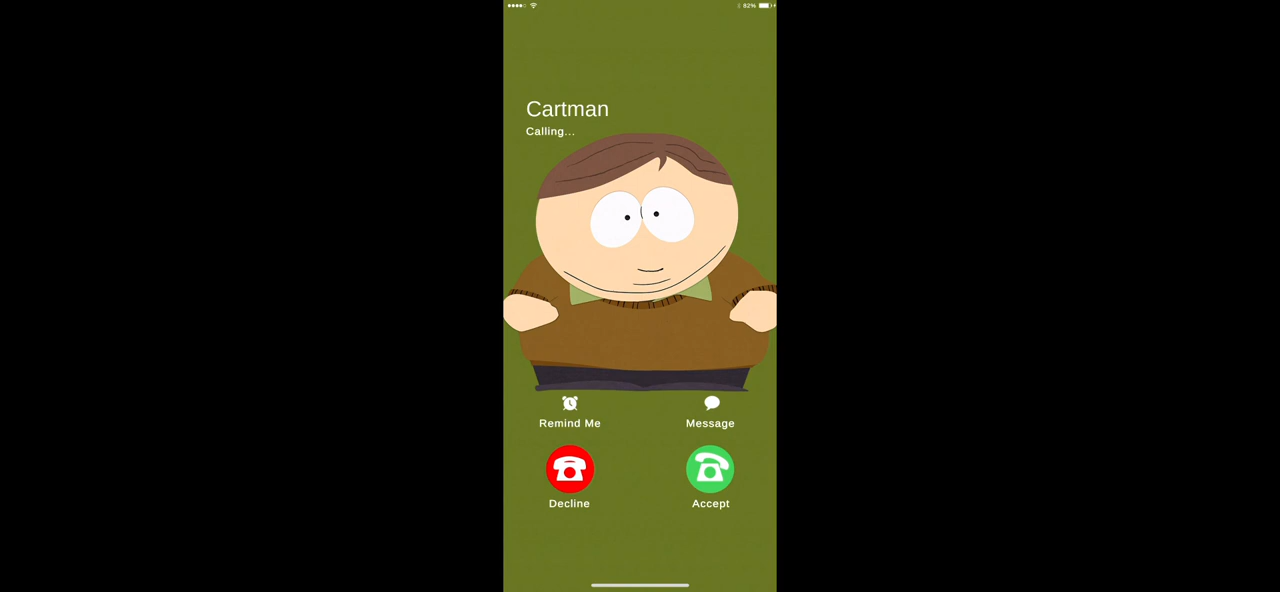 82%
Cartman
Calling...
Remind Me
Message
Decline
Accept